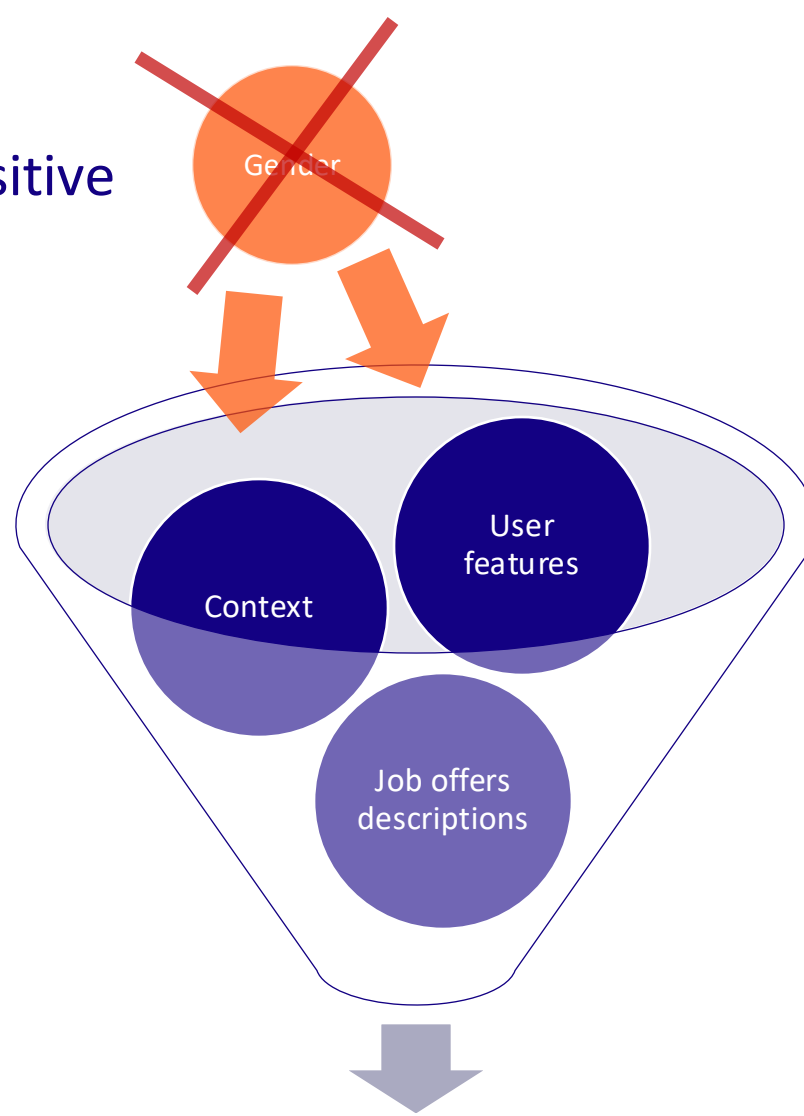 Gender
sitive
User
features
Context
Job offers
descriptions